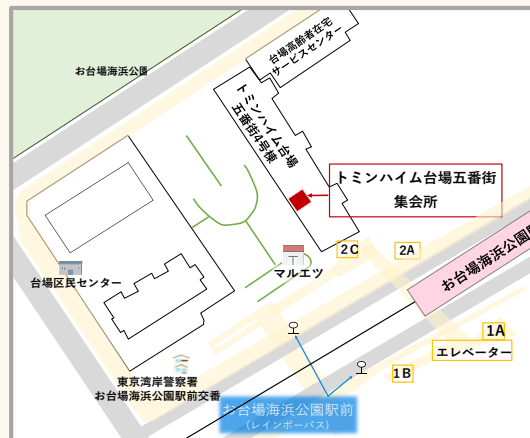 台場高齢者在宅
サービスセンター
お台場海浜公園
トミンハイム台場
五番街4号棟
トミンハイム台場五番街
集会所
2C
2A
お台場海浜公園駅
マルエツ
台場区民センター
1A
エレベーター
1B
東京湾岸警察署
お台場海浜公園駅前交番
お台場海浜公園駅前
(レインボーバス)